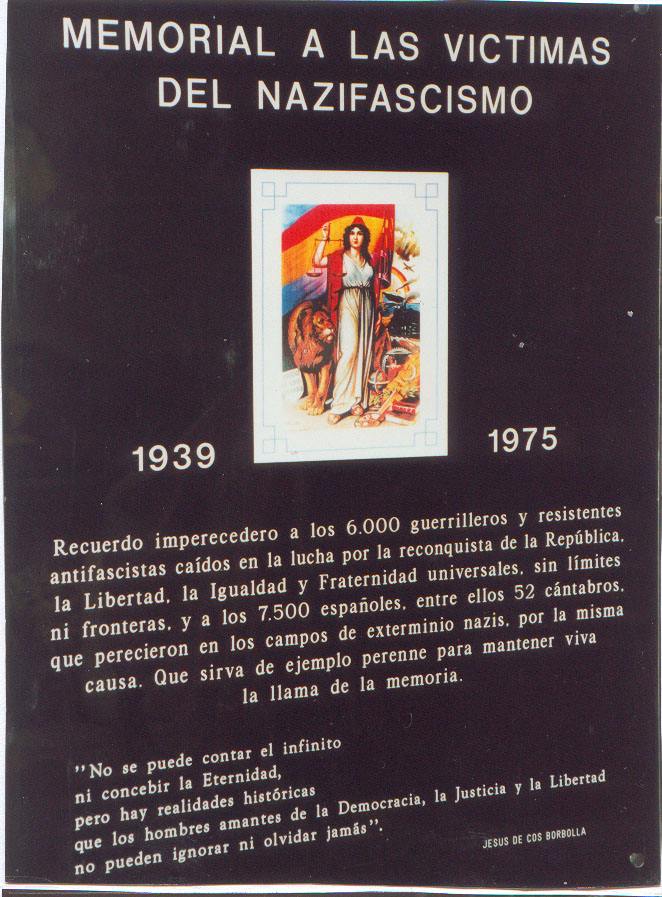 MEMORIAL A LAS VICTIMAS
DEL NAZIFASCISMO
1939
1975
Recuerdo imperecedero a los 6.000 guerrilleros y resistentes
antifascistas caídos en la lucha por la reconquista de la República,
la Libertad, la Igualdad y Fraternidad universales, sin límites
ni fronteras, y a los 7.500 españoles, entre ellos 52 cántabros,
que perecieron en los campos de exterminio nazis, por la misma
causa. Que sirva de ejemplo perenne para mantener viva
la llama de la memoria.
"No se puede contar el infinito
ni concebir la Eternidad,
pero hay realidades históricas
que los hombres amantes de la Democracia, la Justicia y la Libertad
no pueden ignorar ni olvidar jamás".
JESUS DE COS BORBOLLA